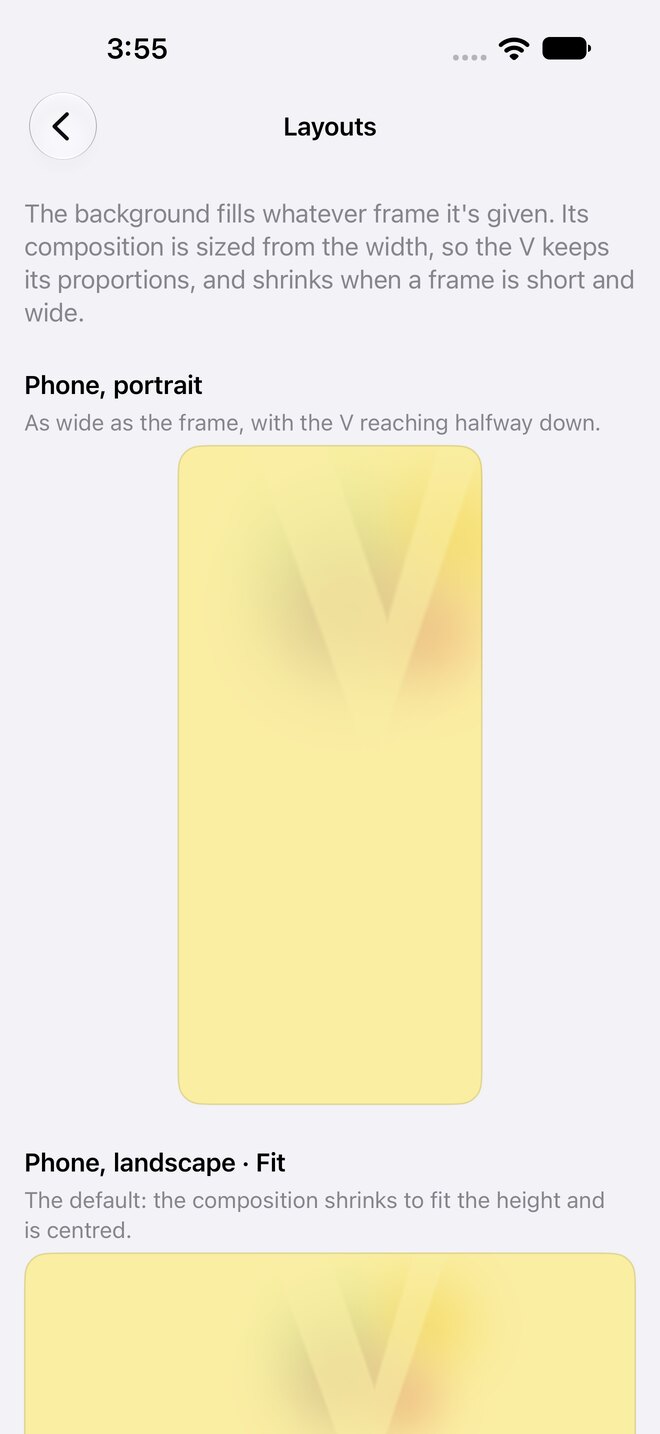 3:55
Layouts
The background fills whatever frame it's given. Its
composition is sized from the width, so the V keeps
its proportions, and shrinks when a frame is short and
wide.
Phone, portrait
As wide as the frame, with the V reaching halfway down.
V
Phone, landscape · Fit
The default: the composition shrinks to fit the height and
is centred.
V